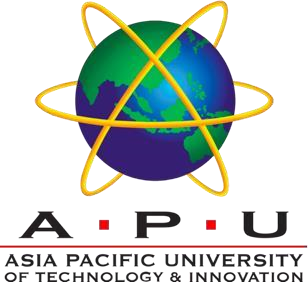 A·P·U
ASIA PACIFIC UNIVERSITY
OF TECHNOLOGY & INNOVATION